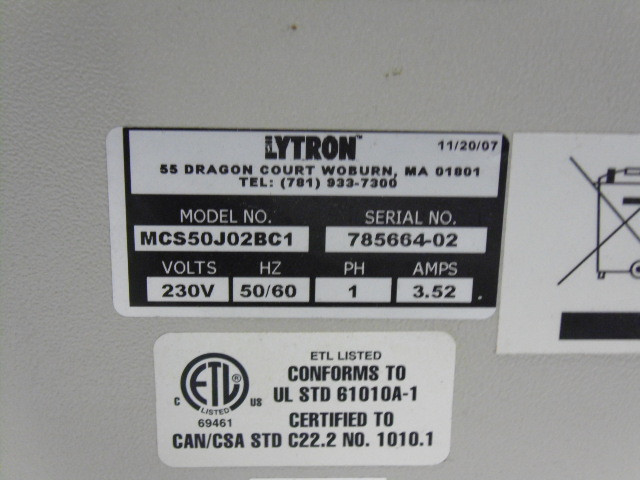 LYTRON™ 11/20/07
55 DRAGON COURT WOBURN, MA 01801
TEL: (781) 933-7300
MODEL NO. SERIAL NO.
MCS50J02BC1 785664-02
VOLTS HZ PH AMPS
230V 50/60 1 3.52
ETL LISTED
CONFORMS TO
UL STD 61010A-1
CERTIFIED TO
CAN/CSA STD C22.2 NO. 1010.1
ETL
C US
LISTED
69461